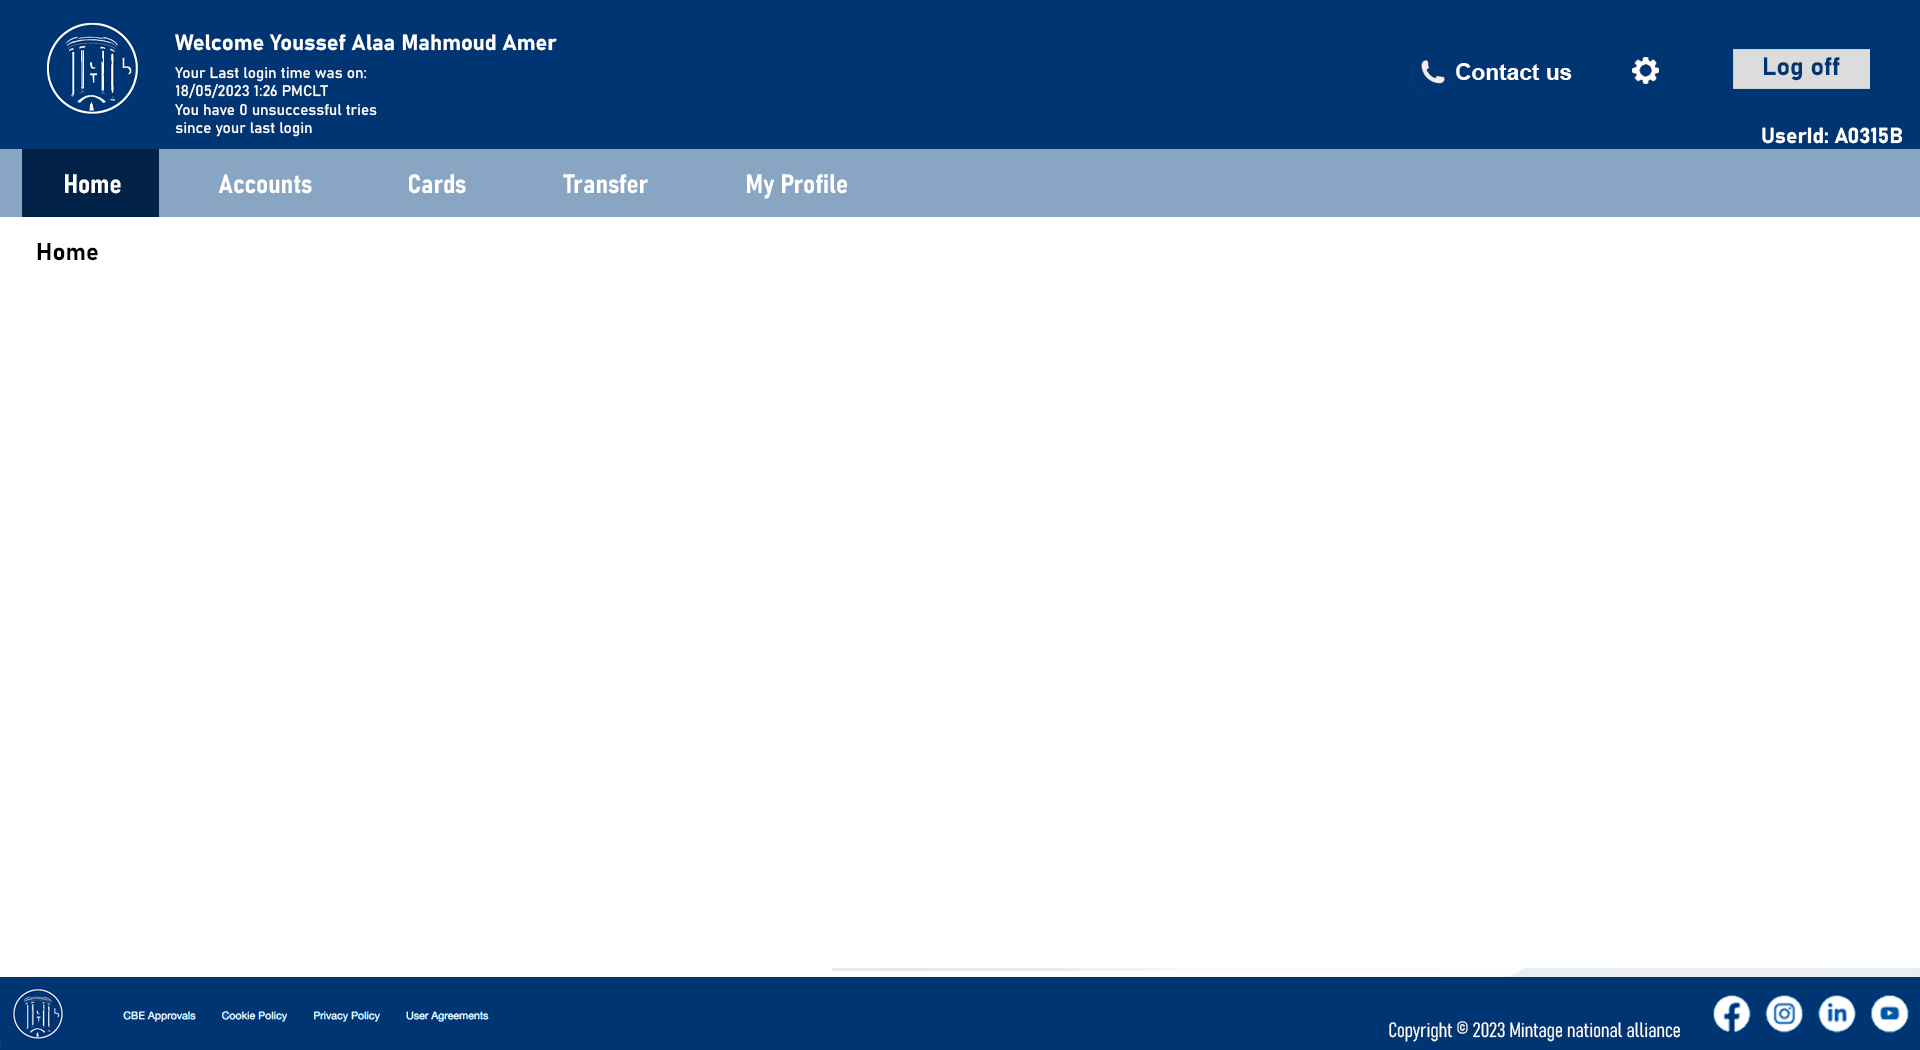 Welcome Youssef Alaa Mahmoud Amer
Your Last login time was on:
18/05/2023 1:26 PMCLT
You have 0 unsuccessful tries
since your last login
Contact us
Log off
UserId: A0315B
Home
Accounts
Cards
Transfer
My Profile
Home
CBE Approvals
Cookie Policy
Privacy Policy
User Agreements
Copyright © 2023 Mintage national alliance